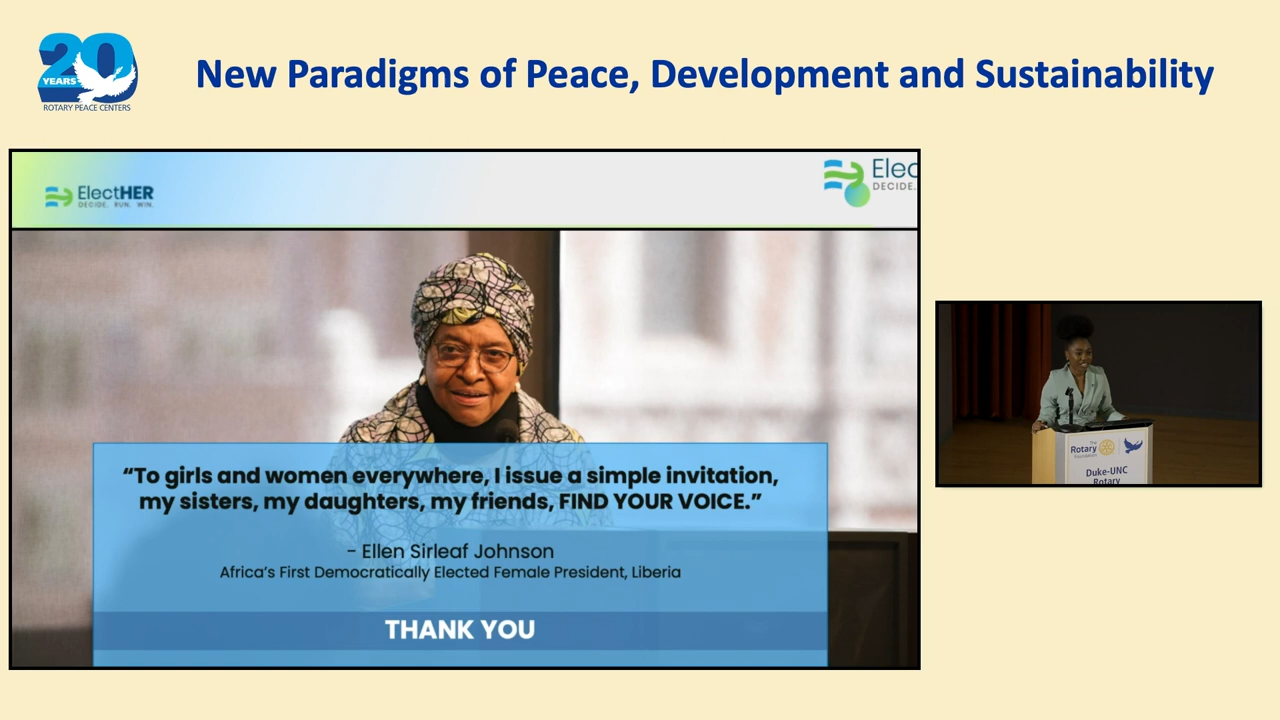 20
YEARS
ROTARY PEACE CENTERS
New Paradigms of Peace, Development and Sustainability
ElectHER
DECIDE. RUN. WIN.
Elec
DECIDE.
“To girls and women everywhere, I issue a simple invitation,
my sisters, my daughters, my friends, FIND YOUR VOICE.”
- Ellen Sirleaf Johnson
Africa's First Democratically Elected Female President, Liberia
THANK YOU
The
Rotary
Foundation
Duke-UNC
Rotary